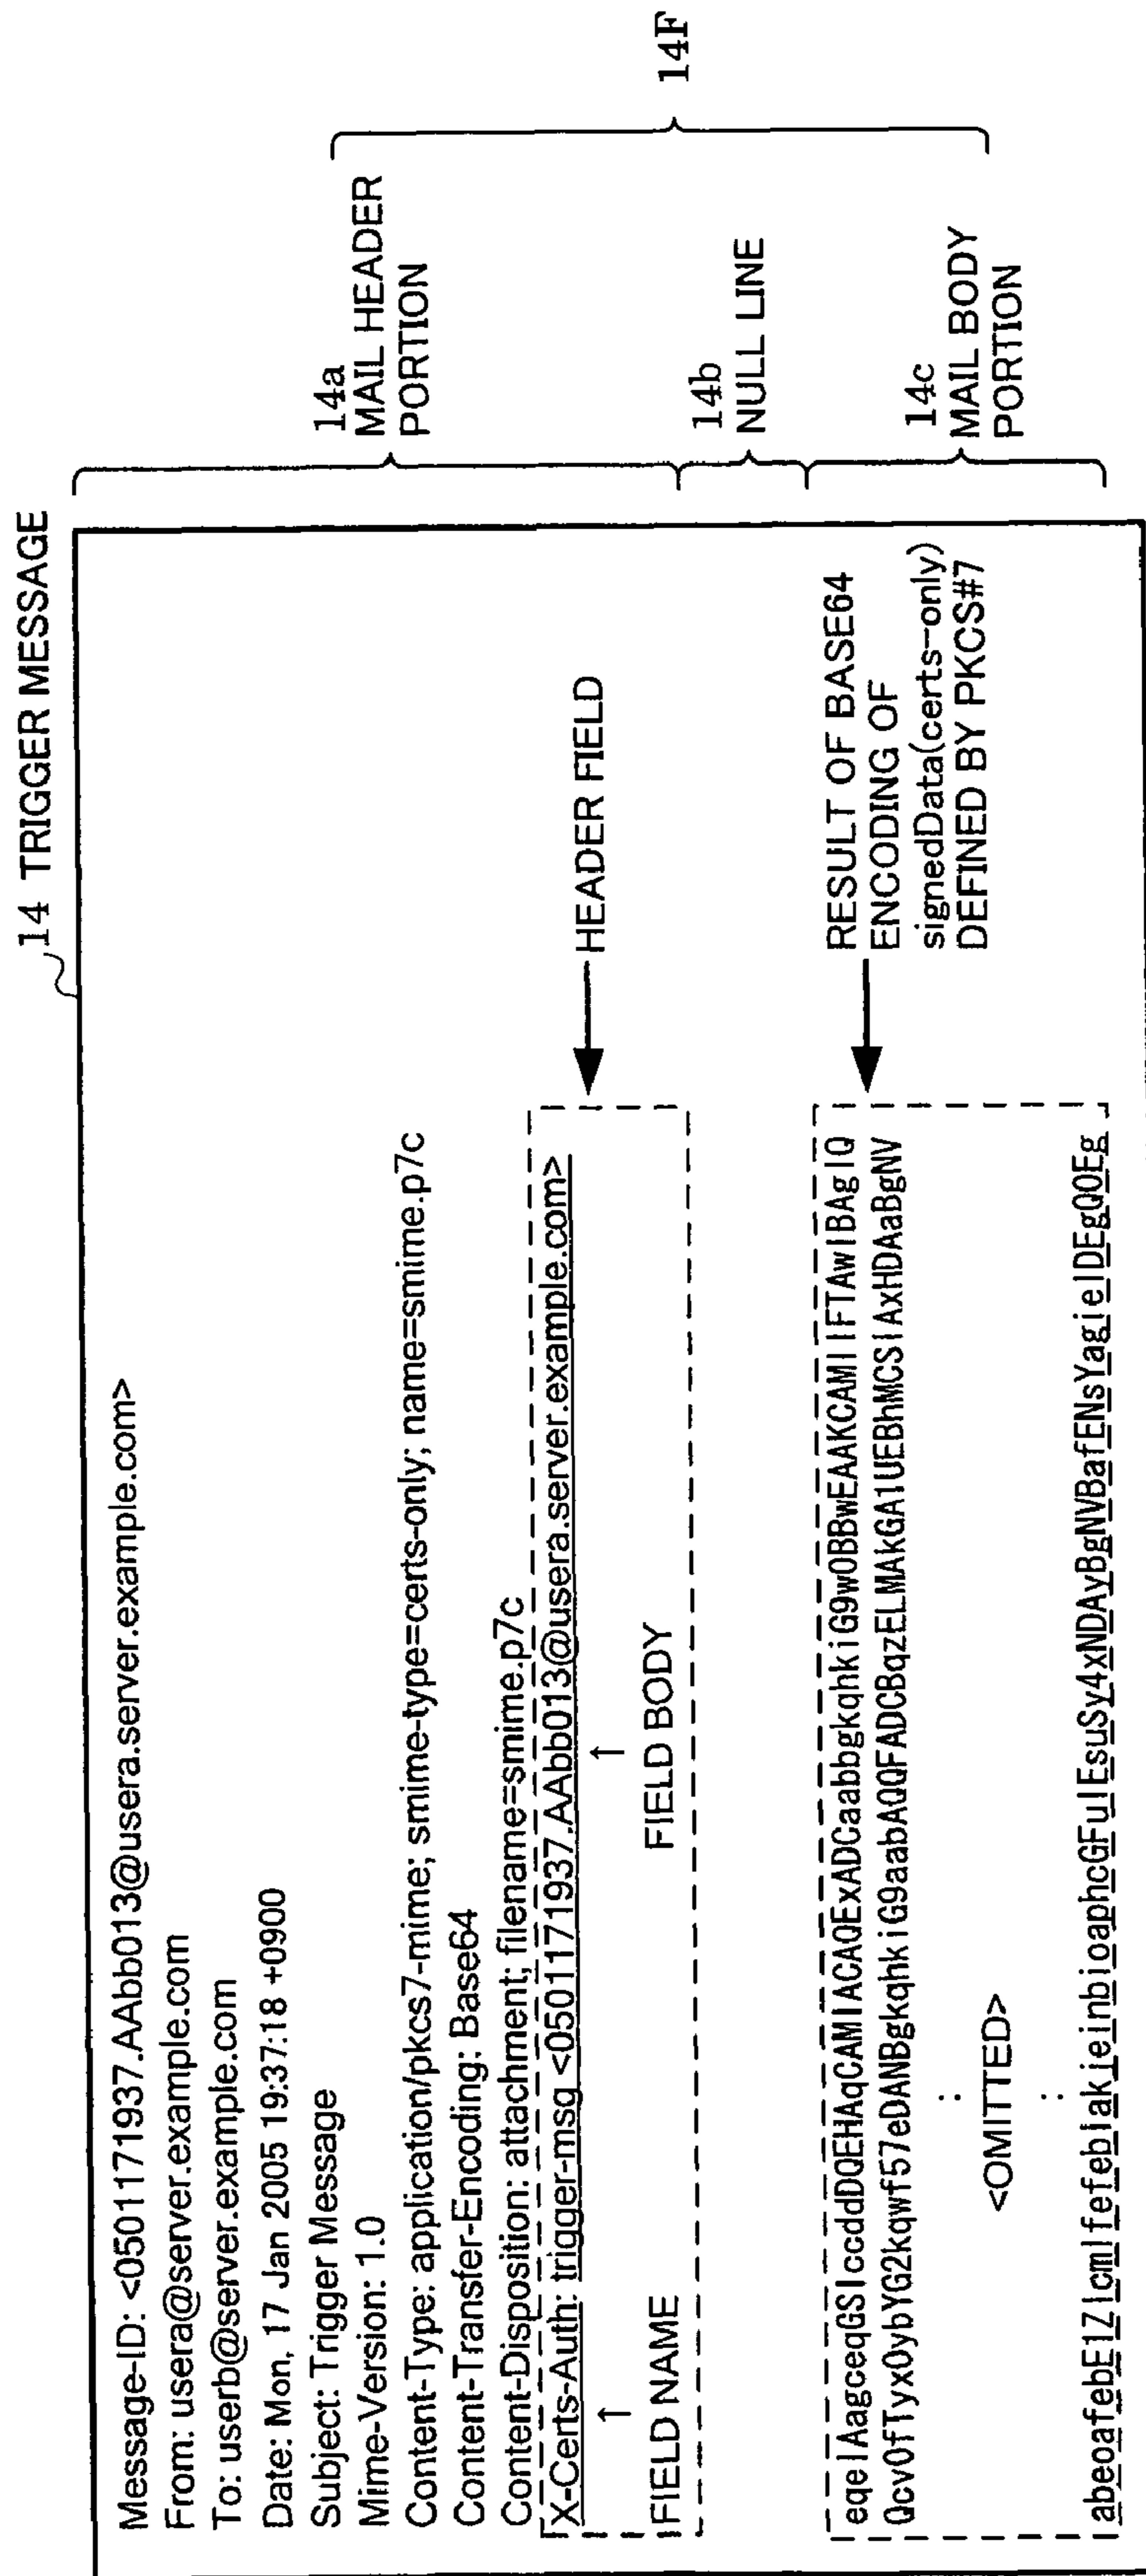 14 TRIGGER MESSAGE
Message-ID: <0501171937.AAbb013@usera.server.example.com>
From: usera@server.example.com
To: userb@server.example.com
Date: Mon, 17 Jan 2005 19:37:18 +0900
Subject: Trigger Message
Mime-Version: 1.0
Content-Type: application/pkcs7-mime; smime-type=certs-only; name=smime.p7c
Content-Transfer-Encoding: Base64
Content-Disposition: attachment; filename=smime.p7c
X-Certs-Auth: trigger-msg <0501171937.AAbb013@usera.server.example.com>
↑ ↑
FIELD NAME FIELD BODY
HEADER FIELD
eqelAagceqGSIccddDQEHAqCAMIACAQExADCaabbgkqhkiG9w0BBwEAAKCAMIIFTAwIBAgIQ
QcvOfTyxOybYG2kqwf57eDANBgkqhkiG9aabAQQFADCBqzELMAkGA1UEBhMCSIAxHDAaBgNV
:
<OMITTED>
:
abeoafebE1ZIcmIfefebIakieinbioaphcGFuIEsuSy4xNDAyBgNVBafENsYagieIDEgQOEg
RESULT OF BASE64
ENCODING OF
signedData(certs-only)
DEFINED BY PKCS#7
14a
MAIL HEADER
PORTION
14b
NULL LINE
14c
MAIL BODY
PORTION
14F